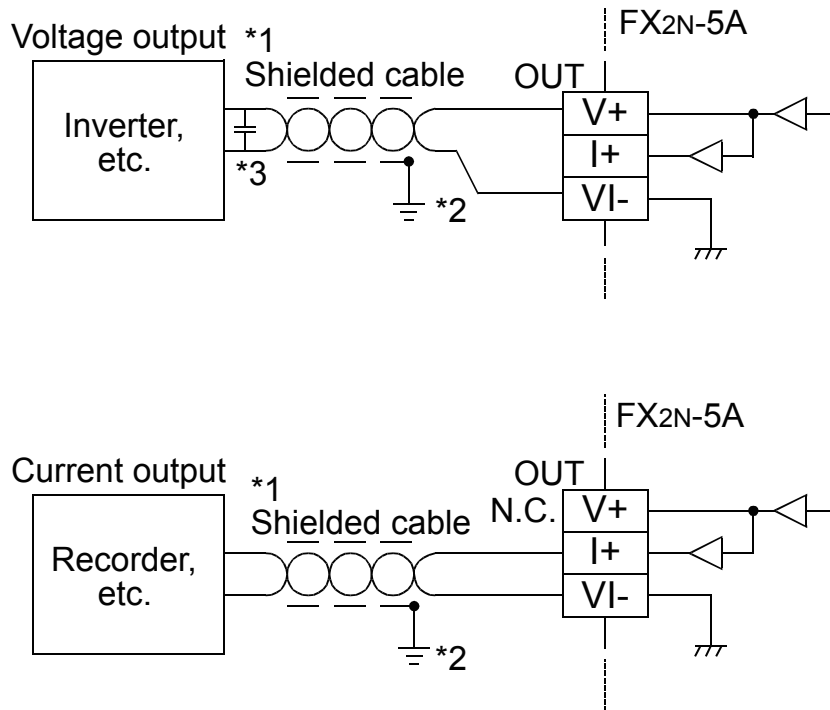 FX2N-5A
Voltage output *1
Shielded cable
OUT
Inverter,
etc.
V+
I+
VI-
*3
*2
FX2N-5A
Current output
*1
OUT
Shielded cable
N.C.
V+
Recorder,
etc.
I+
VI-
*2